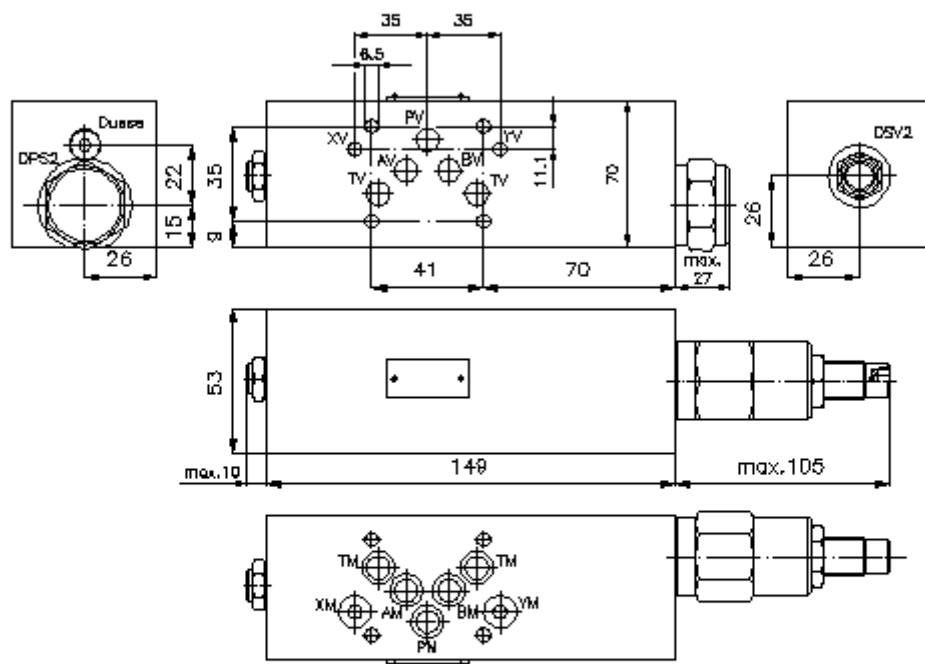 35
35
6.5
Duese
DPS2
22
15
26
35
9
XV
PV
YV
AV
BV
TV
TV
11.1
70
41
70
max.
27
DSV2
26
26
53
max.10
149
max.105
TM
TM
XM
AM
BM
YM
PM